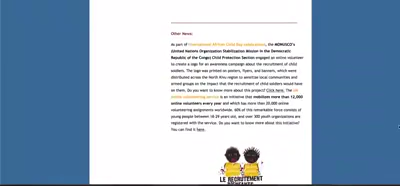 Other News:
As part of International African Child Day celebrations, the MONUSCO's
(United Nations Organization Stabilization Mission in the Democratic
Republic of the Congo) Child Protection Section engaged an online volunteer
to create a logo for an awareness campaign about the recruitment of child
soldiers. The logo was printed on posters, flyers, and banners, which were
distributed across the North Kivu region to sensitize local communities and
armed groups on the impact that the recruitment of child soldiers would have
on them. Do you want to know more about this project? Click here. The UN
online volunteering service is an initiative that mobilizes more than 12,000
online volunteers every year and which has more than 20,000 online
volunteering assignments worldwide. 60% of this remarkable force consists of
young people between 18-29 years old, and over 300 youth organizations are
registered with the service. Do you want to know more about this initiative?
You can find it here.
LE RECRUTEMENT